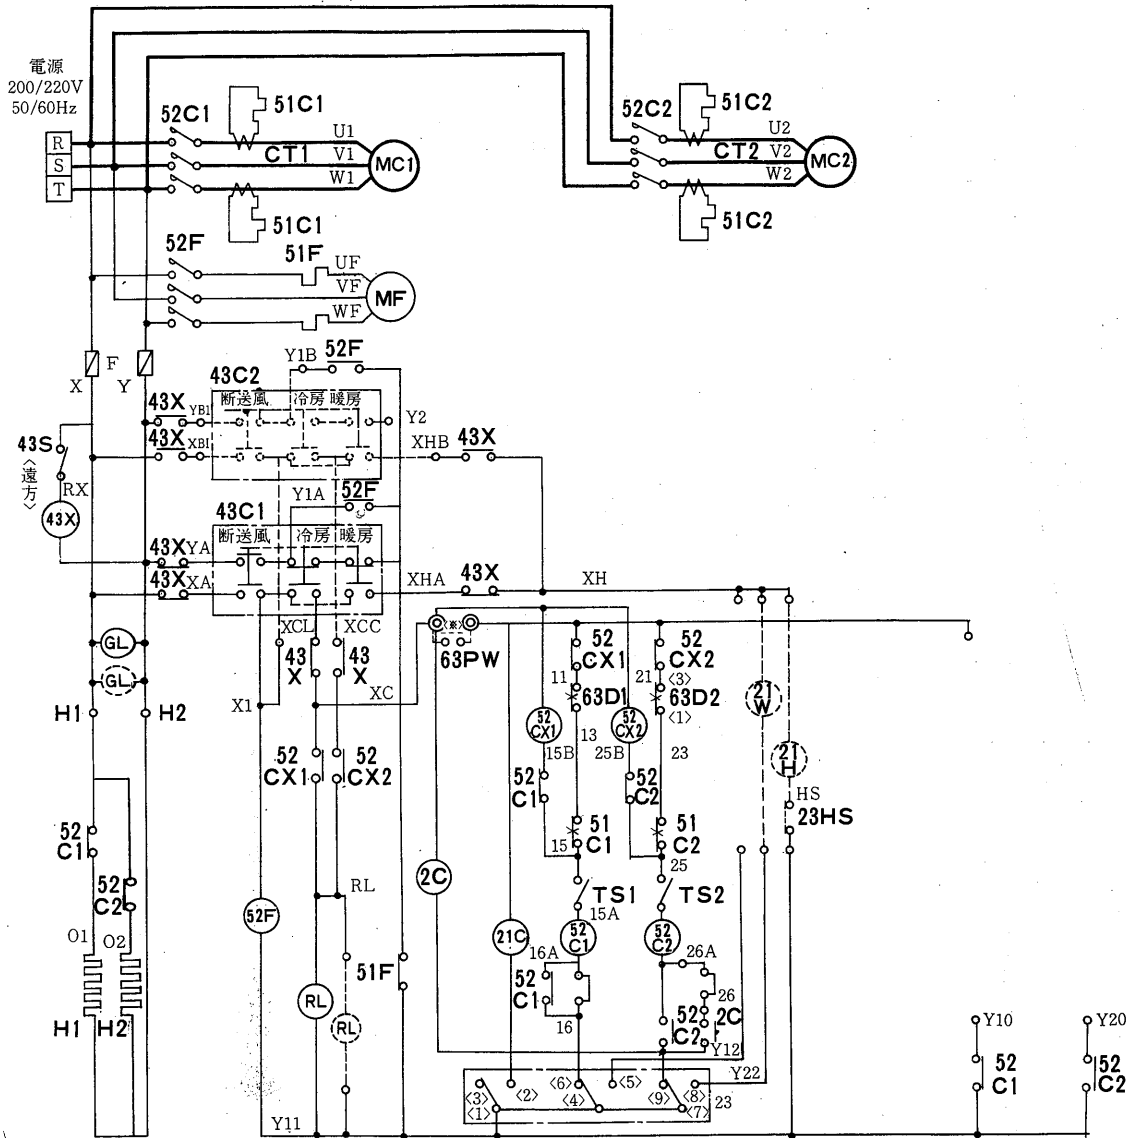 電源
200/220V
50/60Hz
R
S
T
52C1
51C1
CT1
U1
V1
W1
MC1
51C1
52C2
51C2
CT2
U2
V2
W2
MC2
51C2
52F
51F
UF
VF
WF
MF
X
F
Y
Y1B
52F
43C2
断送風
冷房
暖房
43X
YB1
Y2
43X
XB1
XHB
43X
43S
〈遠方〉
RX
43X
Y1A
52F
43C1
断送風
冷房
暖房
43X
YA
43X
XA
XHA
43X
XH
GL
GL
H1
H2
XCL
XCC
43
X
43
X
X1
XC
※
63PW
52
CX1
11
63D1
13
52
CX2
21
〈3〉
63D2
〈1〉
23
52
CX1
15B
52
CX2
25B
21
W
21
H
HS
23HS
52
CX1
52
CX2
52
C1
52
C2
51
C1
15
51
C2
25
52
C1
52
C2
O1
O2
H1
H2
2C
RL
52F
TS1
15A
TS2
21C
52
C1
16A
52
C2
26A
51F
52
C1
16
26
52
C2
2C
Y12
RL
RL
Y10
Y20
52
C1
52
C2
Y22
〈3〉
〈1〉
〈2〉
〈6〉
〈4〉
〈5〉
〈9〉
〈8〉
〈7〉
23
Y11